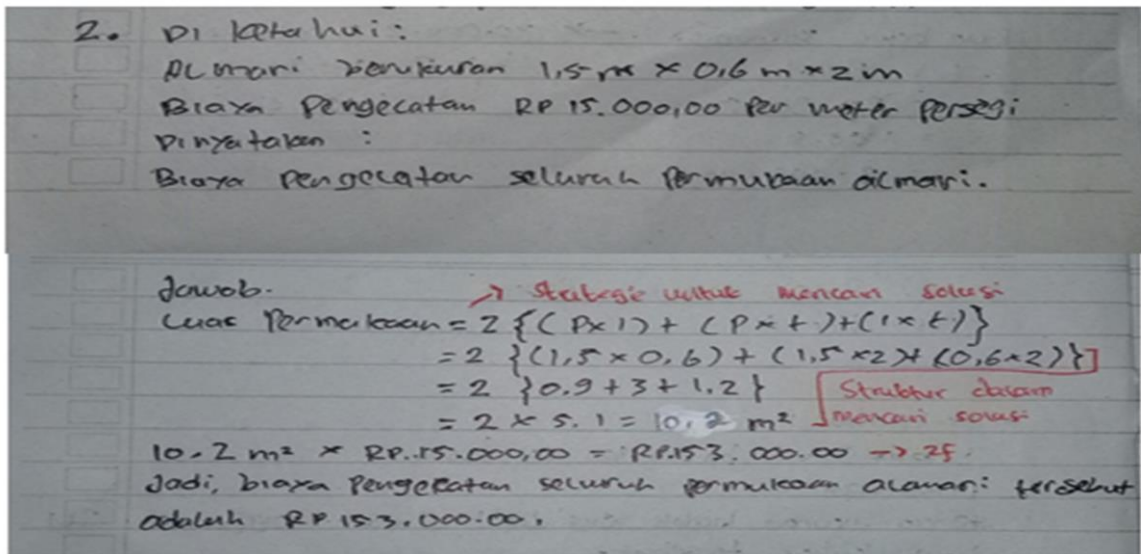 2. Di ketahui:
Almari berukuran 1,5 m × 0,6 m × 2 m
Biaya Pengecatan RP 15.000,00 Per meter Persegi
Dinyatakan :
Biaya Pengecatan seluruh Permukaan almari.
Jawab.
→ Strategie untuk mencari solusi
Luas Permukaan = 2 {(P×l) + (P×t)+(l×t)}
= 2 {(1,5 × 0,6) + (1,5 ×2)+ (0,6×2)}
= 2 {0.9 + 3 + 1.2}
Struktur dalam
= 2 × 5.1 = 10,2 m²
mencari solusi
10.2 m² × RP.15.000,00 = RP.153.000.00 →
Jadi, biaya Pengecatan seluruh permukaan almari tersebut
adalah RP 153.000.00.